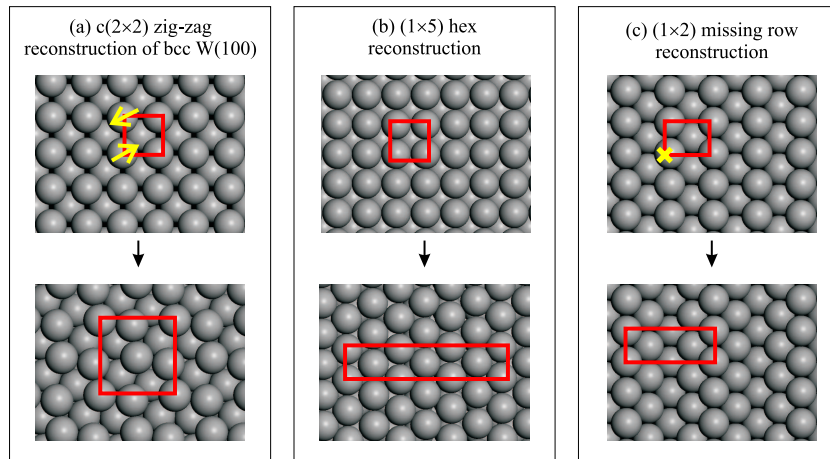 (a) c(2×2) zig-zag
reconstruction of bcc W(100)
(b) (1×5) hex
reconstruction
(c) (1×2) missing row
reconstruction